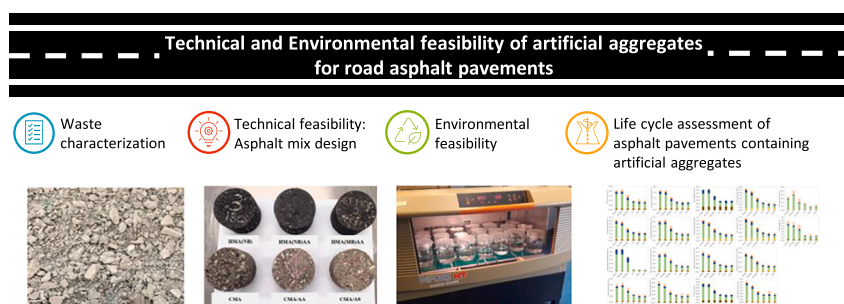 Technical and Environmental feasibility of artificial aggregates
for road asphalt pavements
Waste
characterization
Technical feasibility:
Asphalt mix design
Environmental
feasibility
Life cycle assessment of
asphalt pavements containing
artificial aggregates
3
HMA(NB)
HMA(NB)AA
HMA(MB)AA
CMA
CMA/AA
CMA/AS